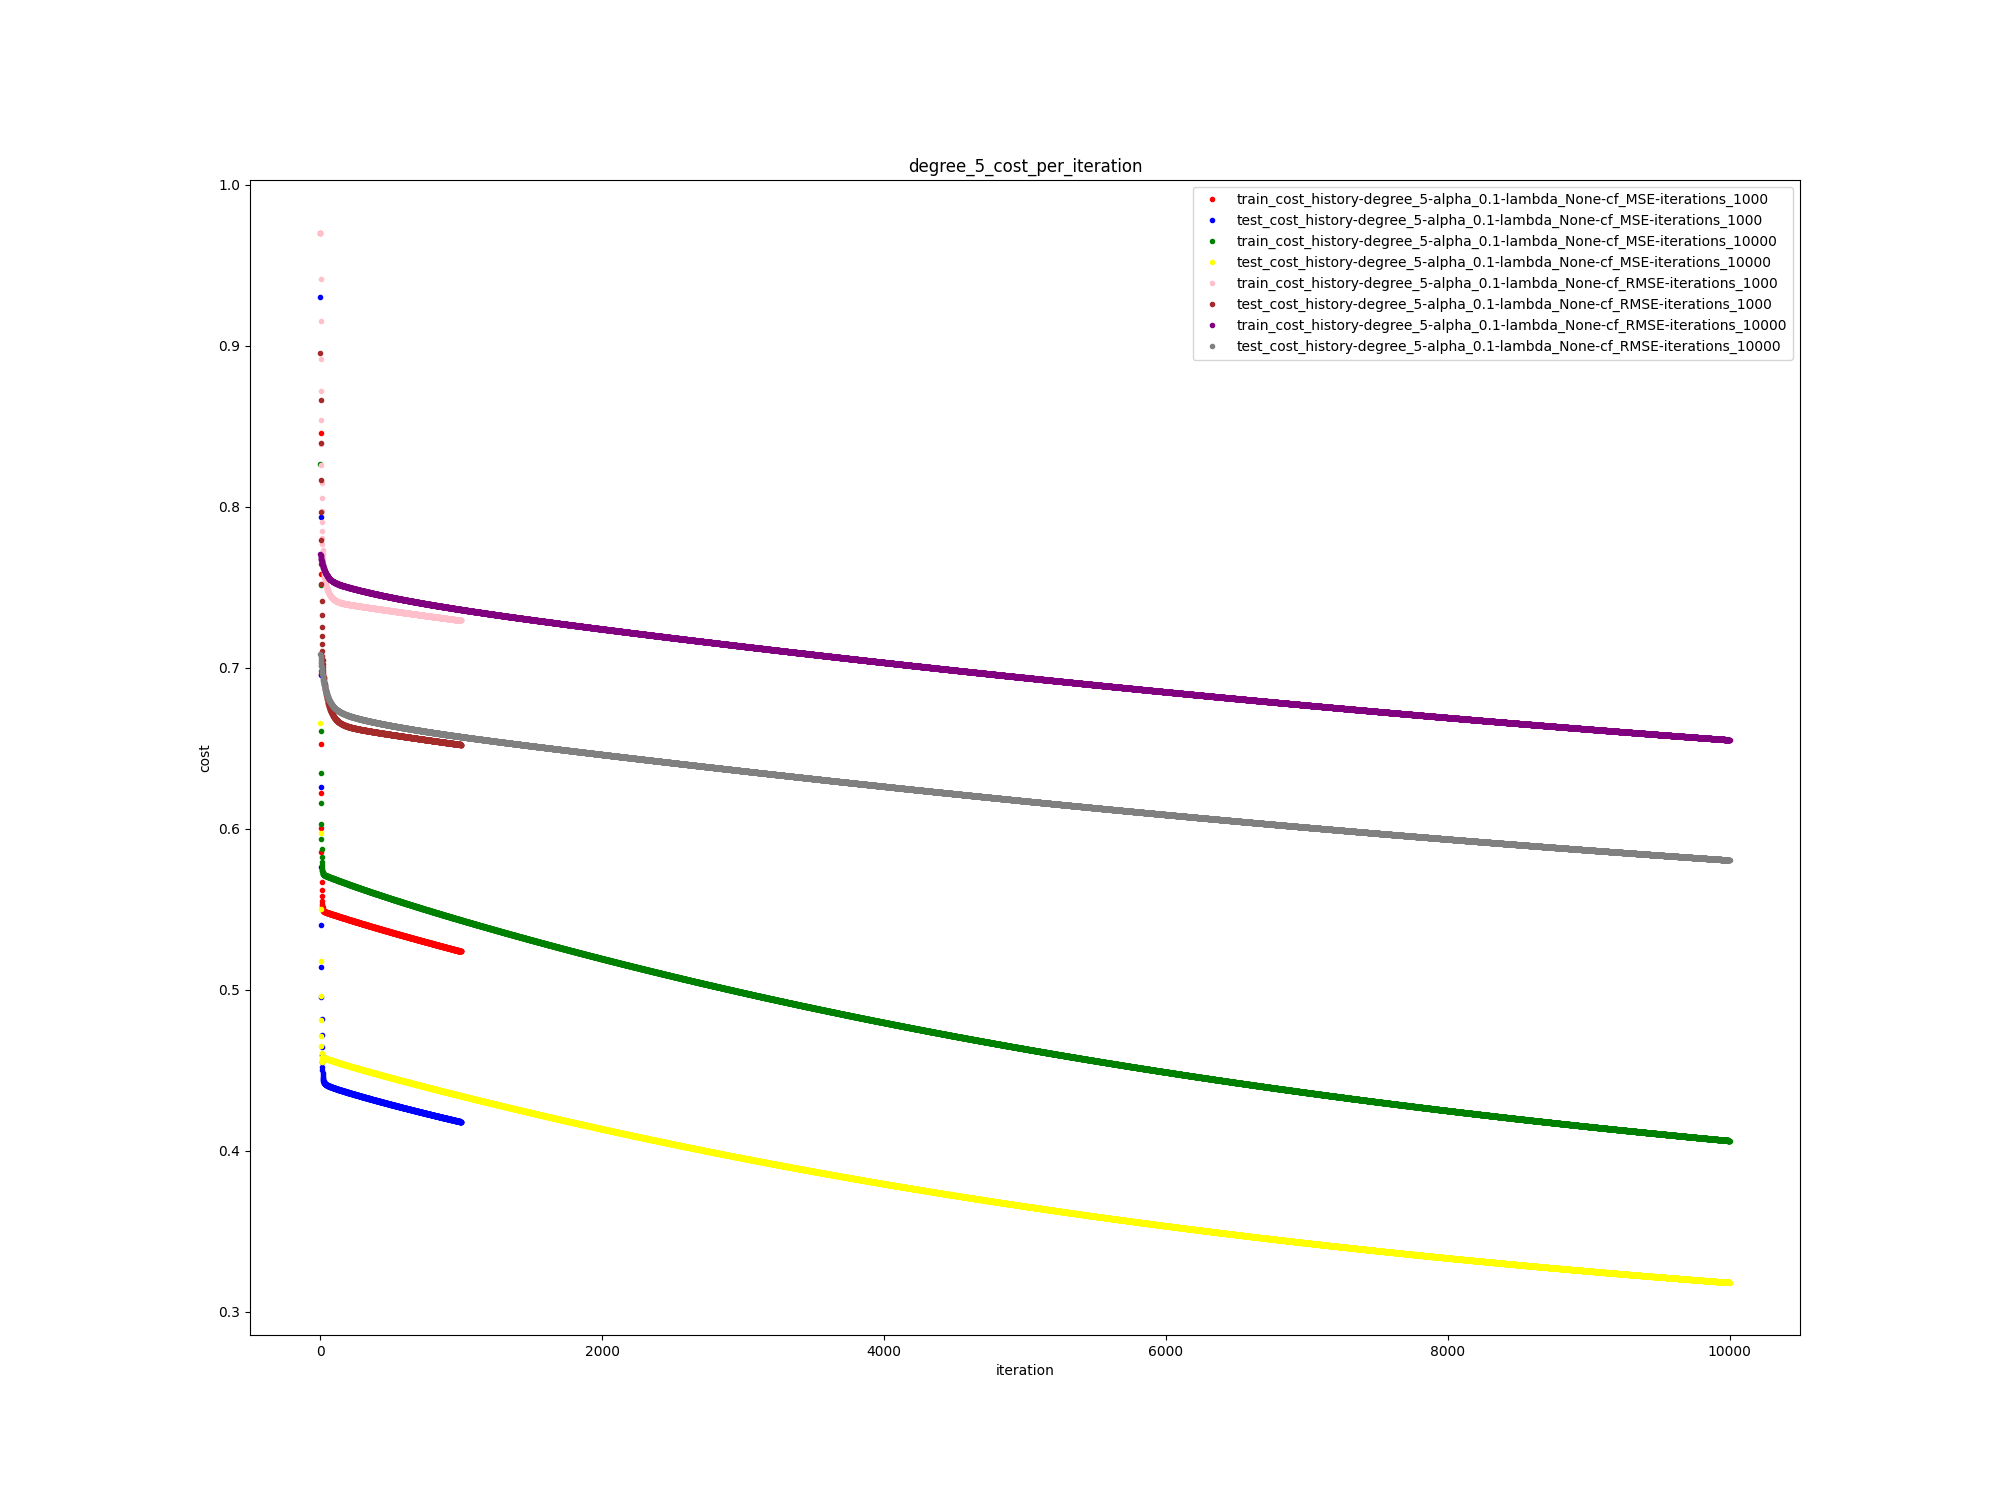 degree_5_cost_per_iteration
1.0
0.9
0.8
0.7
0.6
0.5
0.4
0.3
cost
train_cost_history-degree_5-alpha_0.1-lambda_None-cf_MSE-iterations_1000
test_cost_history-degree_5-alpha_0.1-lambda_None-cf_MSE-iterations_1000
train_cost_history-degree_5-alpha_0.1-lambda_None-cf_MSE-iterations_10000
test_cost_history-degree_5-alpha_0.1-lambda_None-cf_MSE-iterations_10000
train_cost_history-degree_5-alpha_0.1-lambda_None-cf_RMSE-iterations_1000
test_cost_history-degree_5-alpha_0.1-lambda_None-cf_RMSE-iterations_1000
train_cost_history-degree_5-alpha_0.1-lambda_None-cf_RMSE-iterations_10000
test_cost_history-degree_5-alpha_0.1-lambda_None-cf_RMSE-iterations_10000
0 2000 4000 6000 8000 10000
iteration